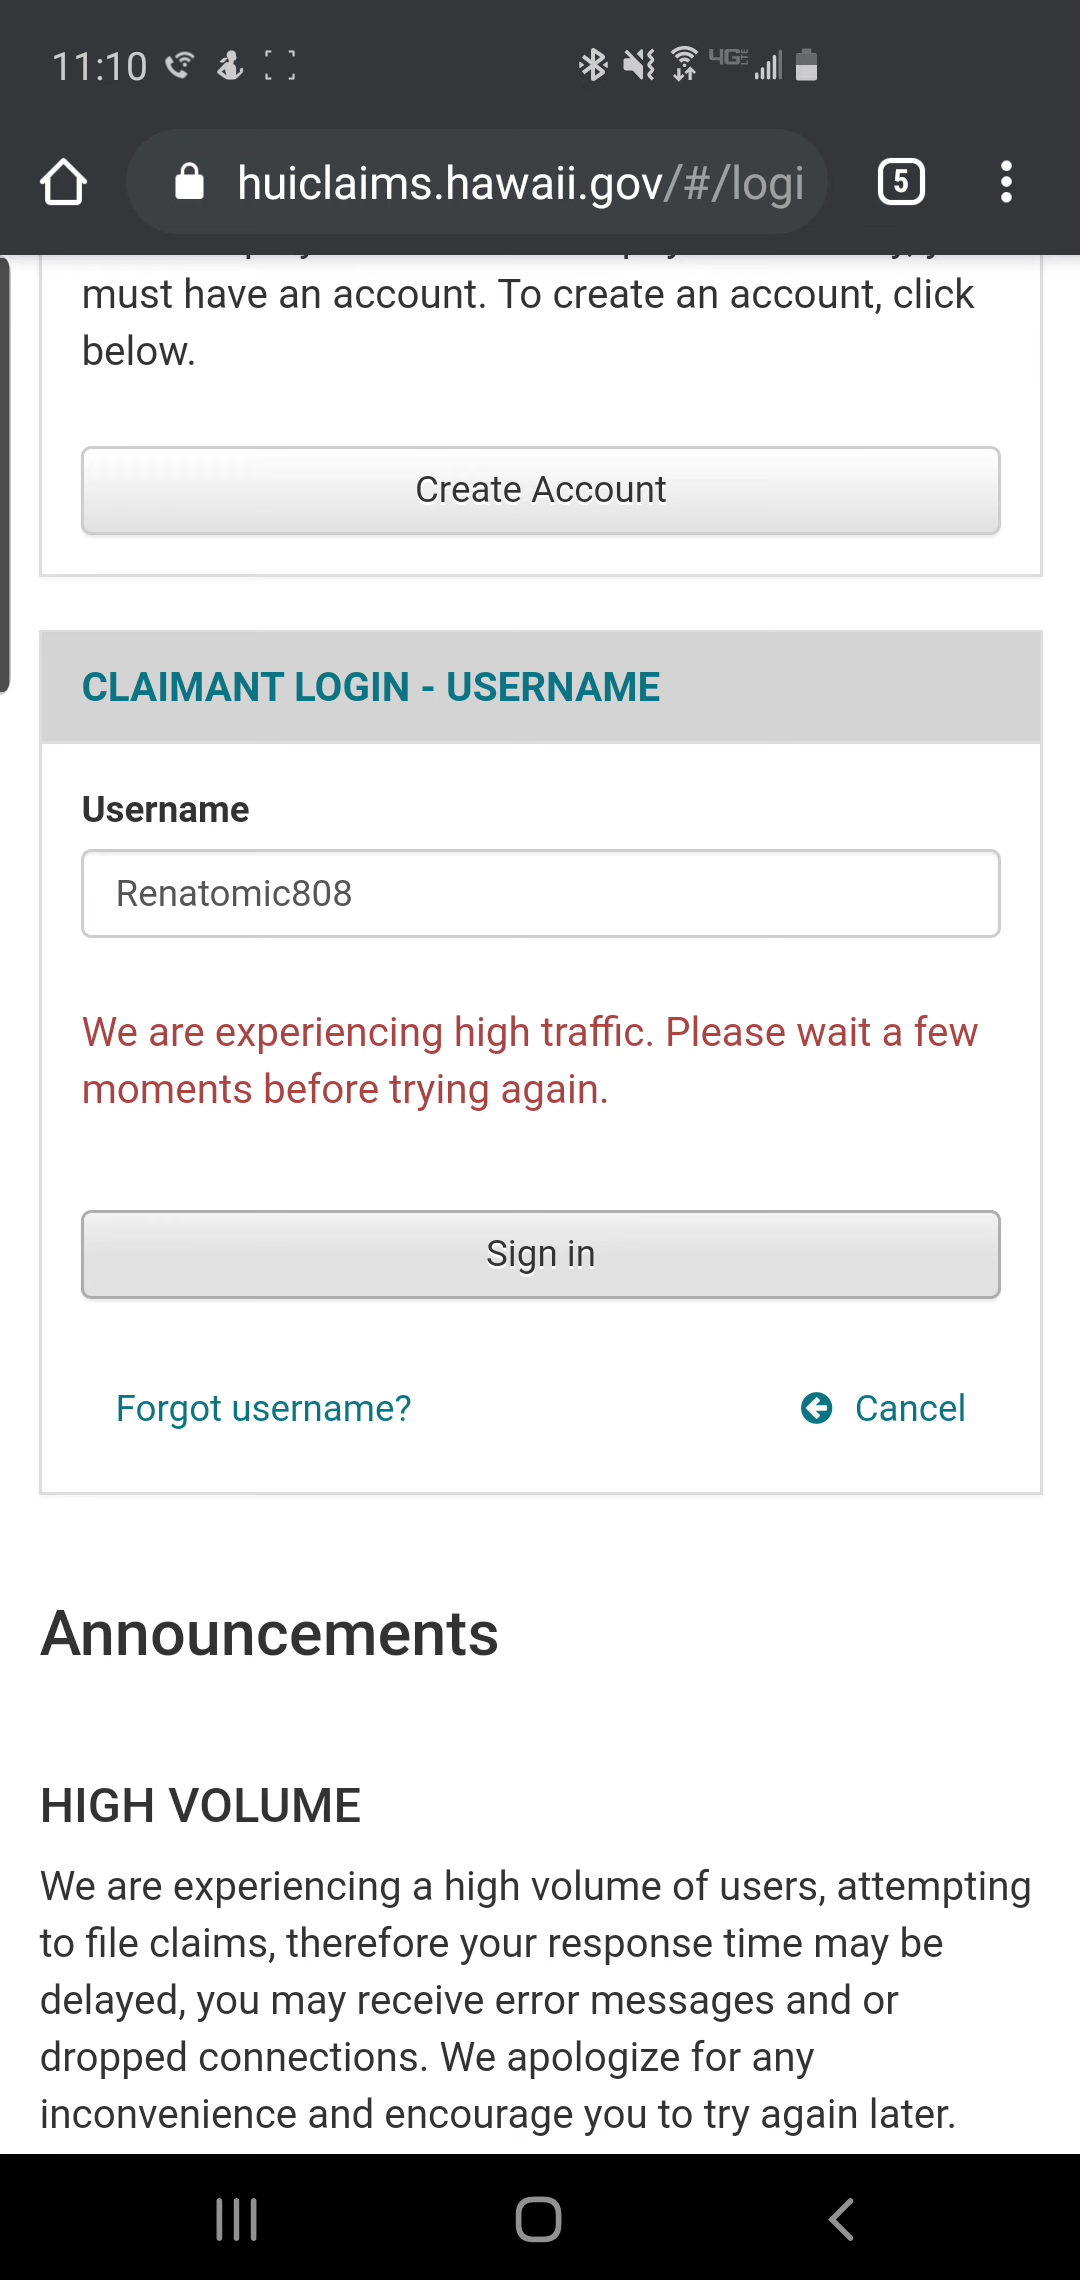 11:10
4G LTE
huiclaims.hawaii.gov/#/logi
5
must have an account. To create an account, click
below.
Create Account
CLAIMANT LOGIN - USERNAME
Username
Renatomic808
We are experiencing high traffic. Please wait a few
moments before trying again.
Sign in
Forgot username?
Cancel
Announcements
HIGH VOLUME
We are experiencing a high volume of users, attempting
to file claims, therefore your response time may be
delayed, you may receive error messages and or
dropped connections. We apologize for any
inconvenience and encourage you to try again later.